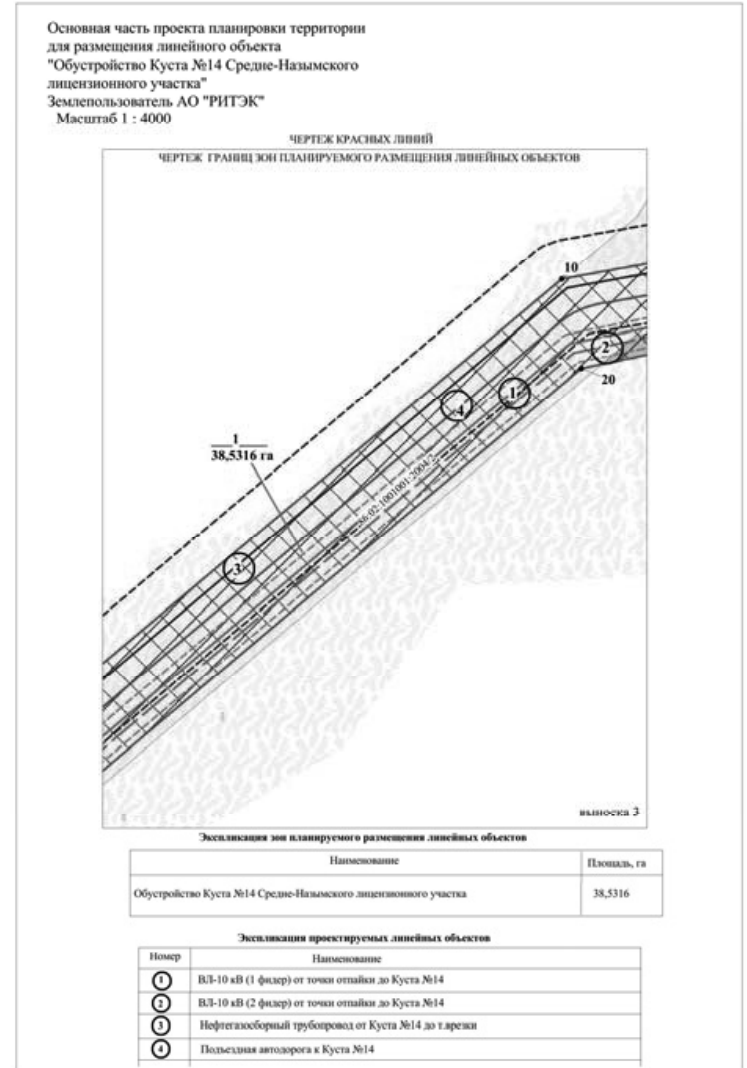 Основная часть проекта планировки территории
для размещения линейного объекта
"Обустройство Куста №14 Средне-Назымского
лицензионного участка"
Землепользователь АО "РИТЭК"
Масштаб 1 : 4000
ЧЕРТЕЖ КРАСНЫХ ЛИНИЙ
ЧЕРТЕЖ ГРАНИЦ ЗОН ПЛАНИРУЕМОГО РАЗМЕЩЕНИЯ ЛИНЕЙНЫХ ОБЪЕКТОВ
10
2
20
1
4
1
38,5316 га
86:02:1001001:2004/2
3
выноска 3
Экспликация зон планируемого размещения линейных объектов
Наименование Площадь, га
Обустройство Куста №14 Средне-Назымского лицензионного участка 38,5316
Экспликация проектируемых линейных объектов
Номер Наименование
1 ВЛ-10 кВ (1 фидер) от точки отпайки до Куста №14
2 ВЛ-10 кВ (2 фидер) от точки отпайки до Куста №14
3 Нефтегазосборный трубопровод от Куста №14 до т.врезки
4 Подъездная автодорога к Куста №14